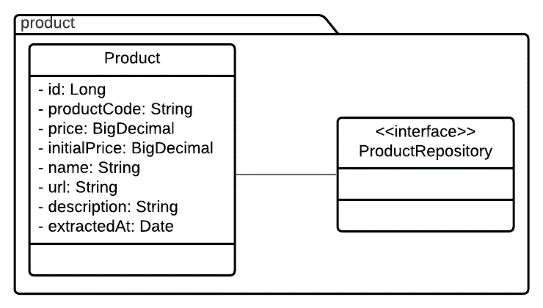 product
Product
- id: Long
- productCode: String
- price: BigDecimal
- initialPrice: BigDecimal
- name: String
- url: String
- description: String
- extractedAt: Date
<<interface>>
ProductRepository